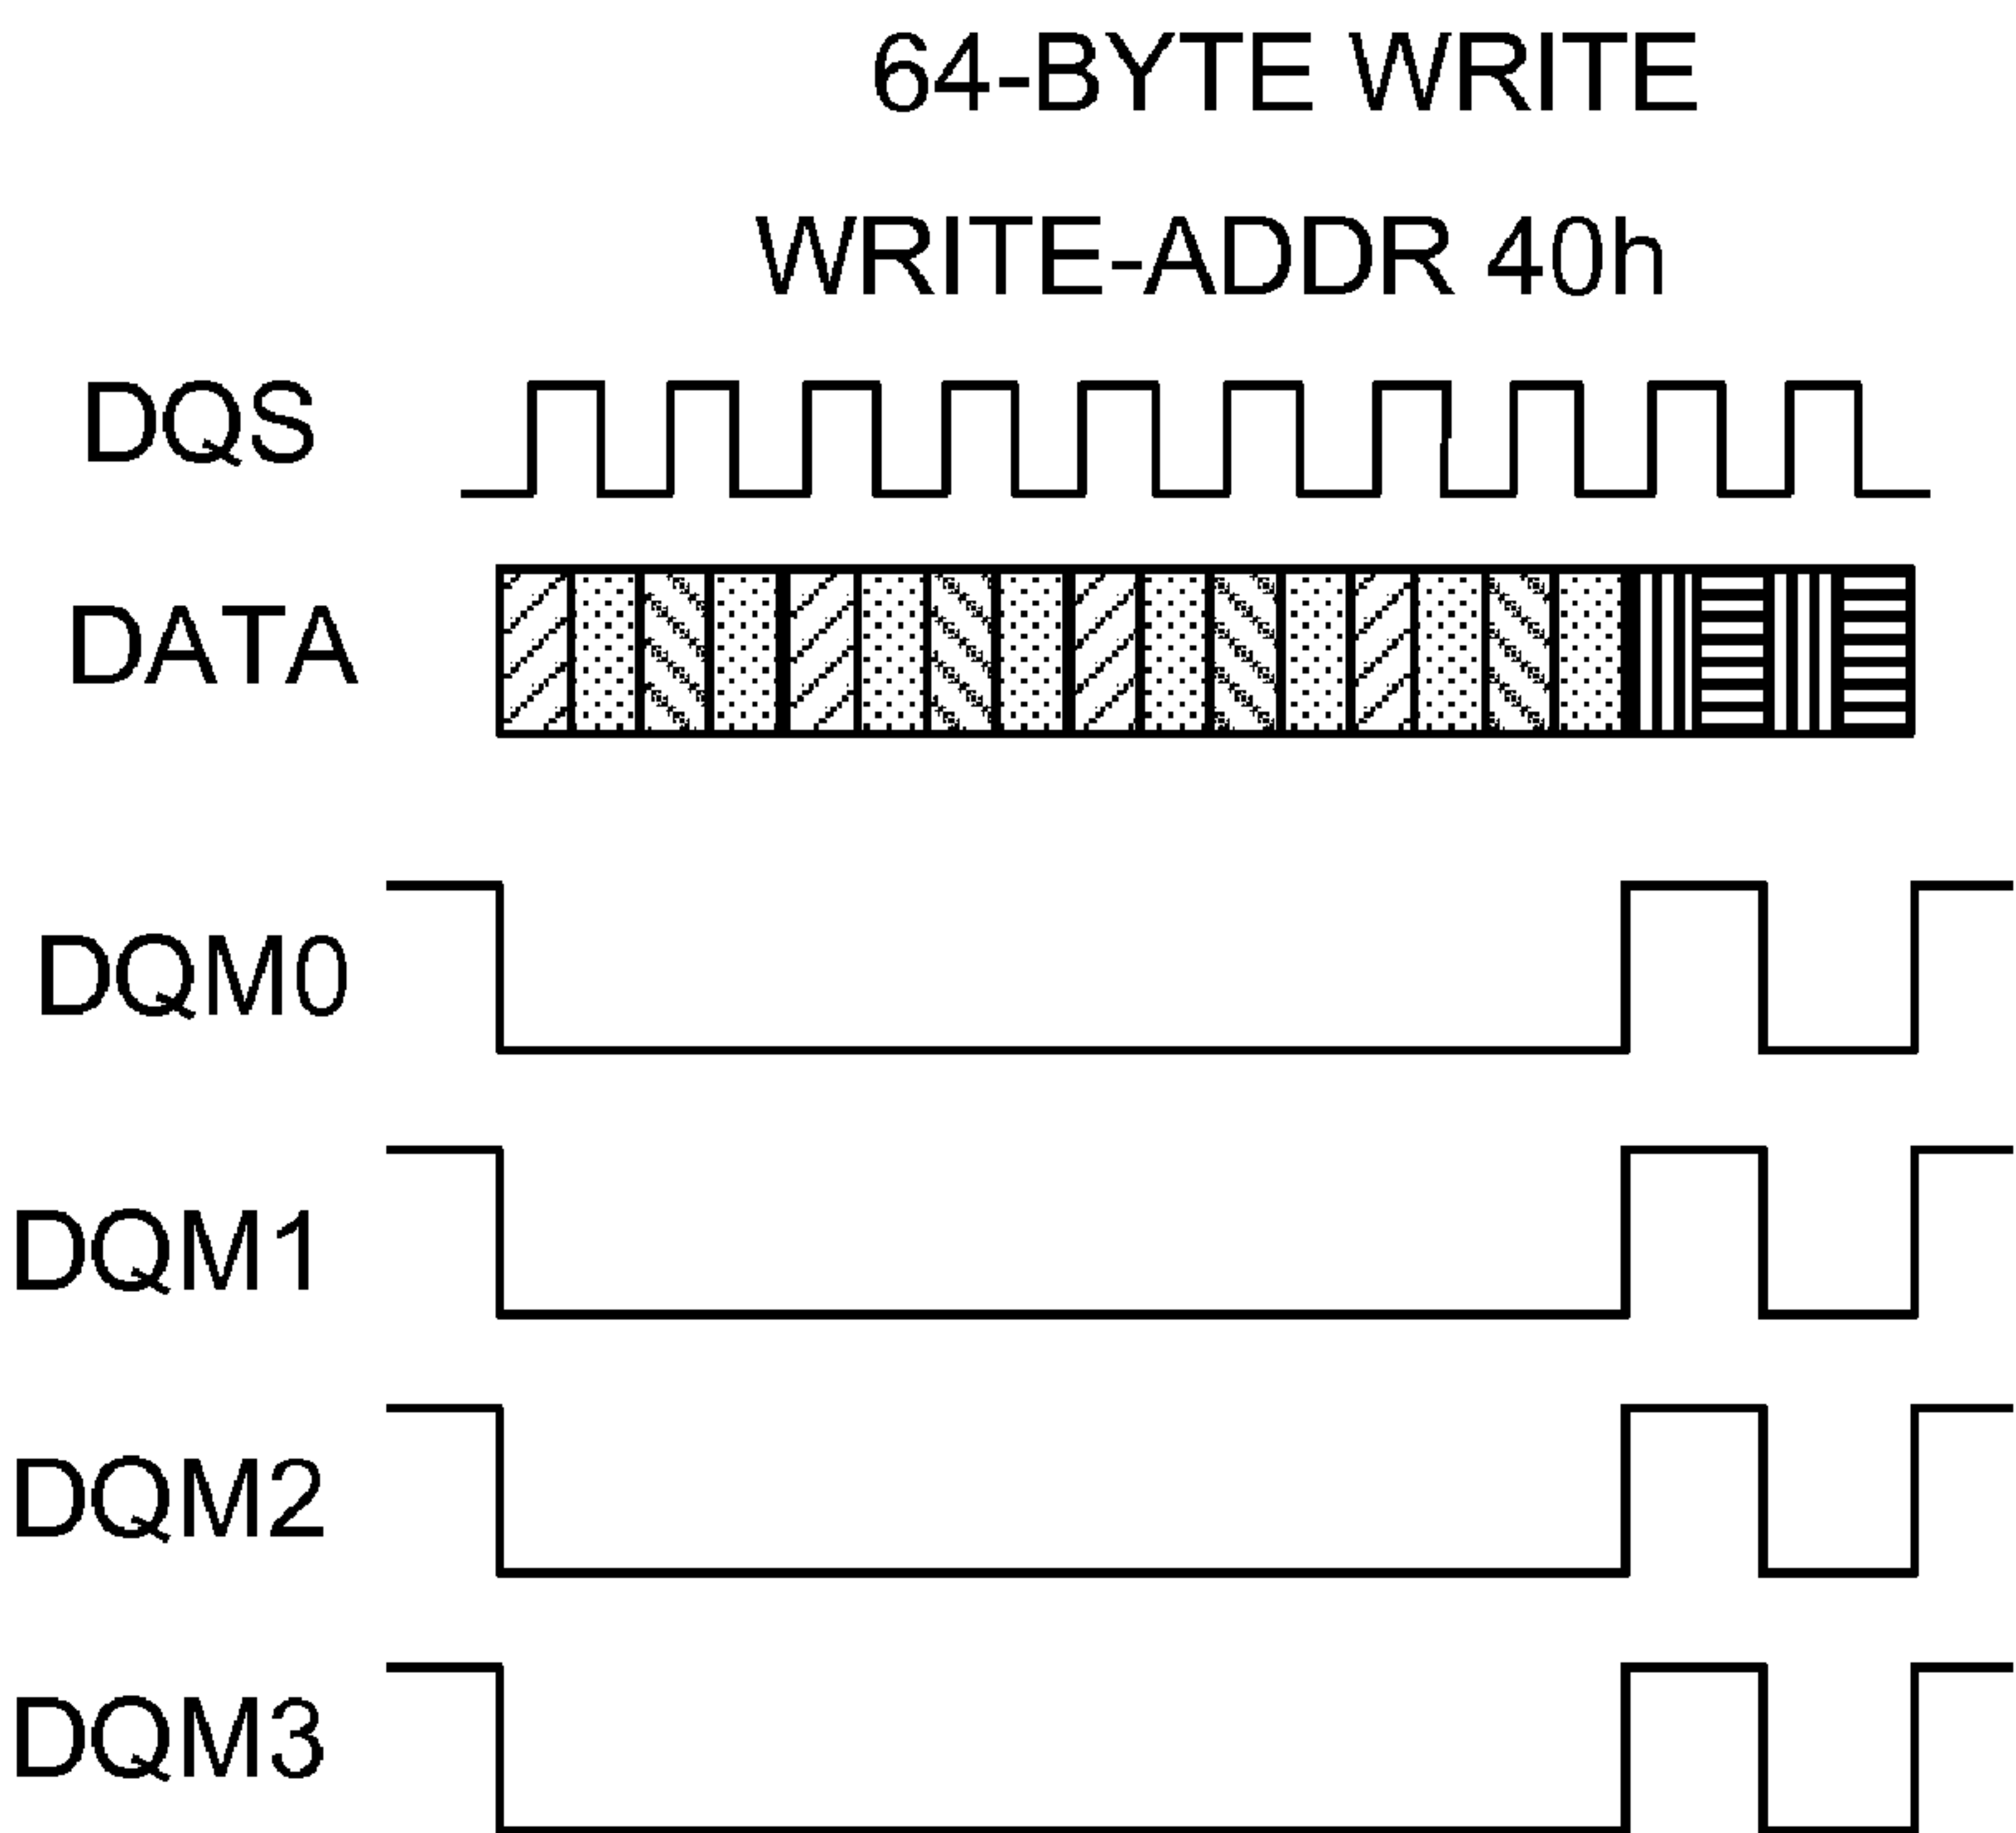 64-BYTE WRITE
WRITE-ADDR 40h
DQS
DATA
DQM0
DQM1
DQM2
DQM3